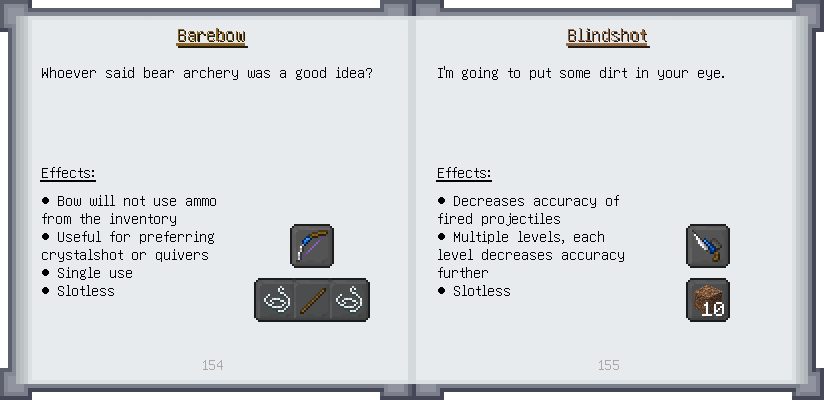 Barebow
Whoever said bear archery was a good idea?
Effects:
• Bow will not use ammo
from the inventory
• Useful for preferring
crystalshot or quivers
• Single use
• Slotless
154
Blindshot
I'm going to put some dirt in your eye.
Effects:
• Decreases accuracy of
fired projectiles
• Multiple levels, each
level decreases accuracy
further
• Slotless
10
155